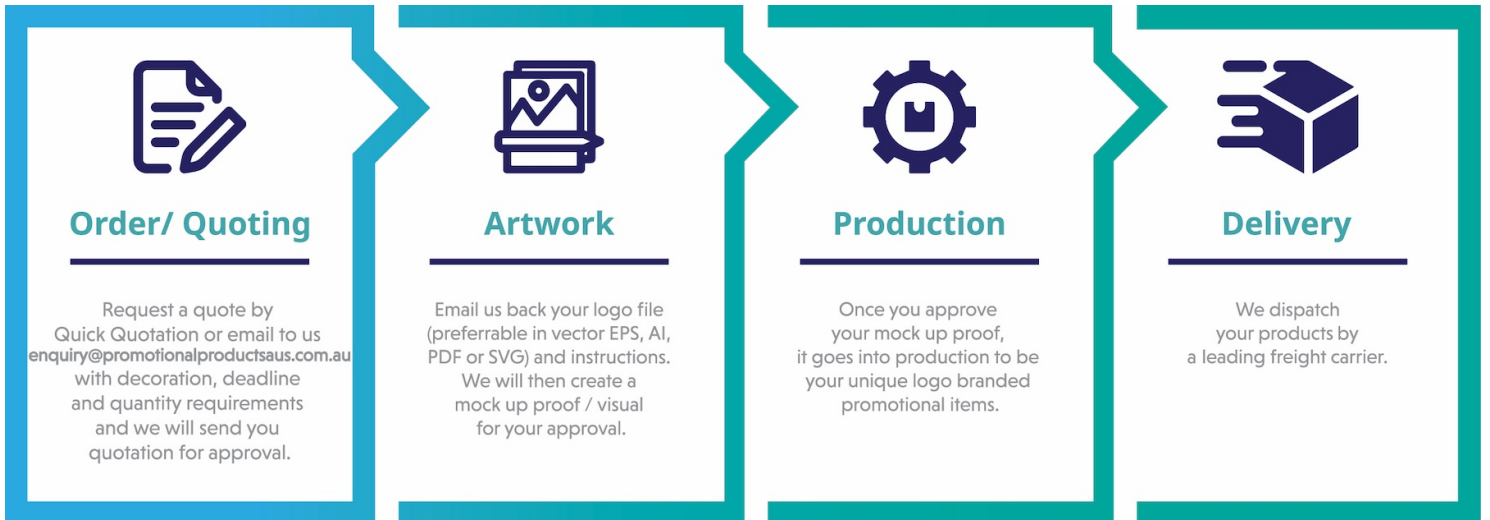 Order/ Quoting
Request a quote by
Quick Quotation or email to us
enquiry@promotionalproductsaus.com.au
with decoration, deadline
and quantity requirements
and we will send you
quotation for approval.
Artwork
Email us back your logo file
(preferrable in vector EPS, AI,
PDF or SVG) and instructions.
We will then create a
mock up proof / visual
for your approval.
Production
Once you approve
your mock up proof,
it goes into production to be
your unique logo branded
promotional items.
Delivery
We dispatch
your products by
a leading freight carrier.